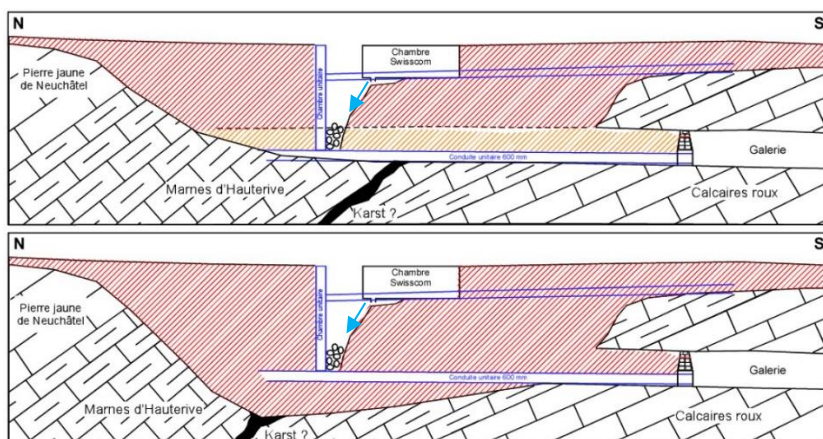 N
S
Chambre
Swisscom
Pierre jaune
de Neuchâtel
Chambre unitaire
Galerie
Conduite unitaire 600 mm
Marnes d'Hauterive
Calcaires roux
Karst ?
N
S
Chambre
Swisscom
Pierre jaune
de Neuchâtel
Chambre unitaire
Galerie
Conduite unitaire 600 mm
Marnes d'Hauterive
Calcaires roux
Karst ?